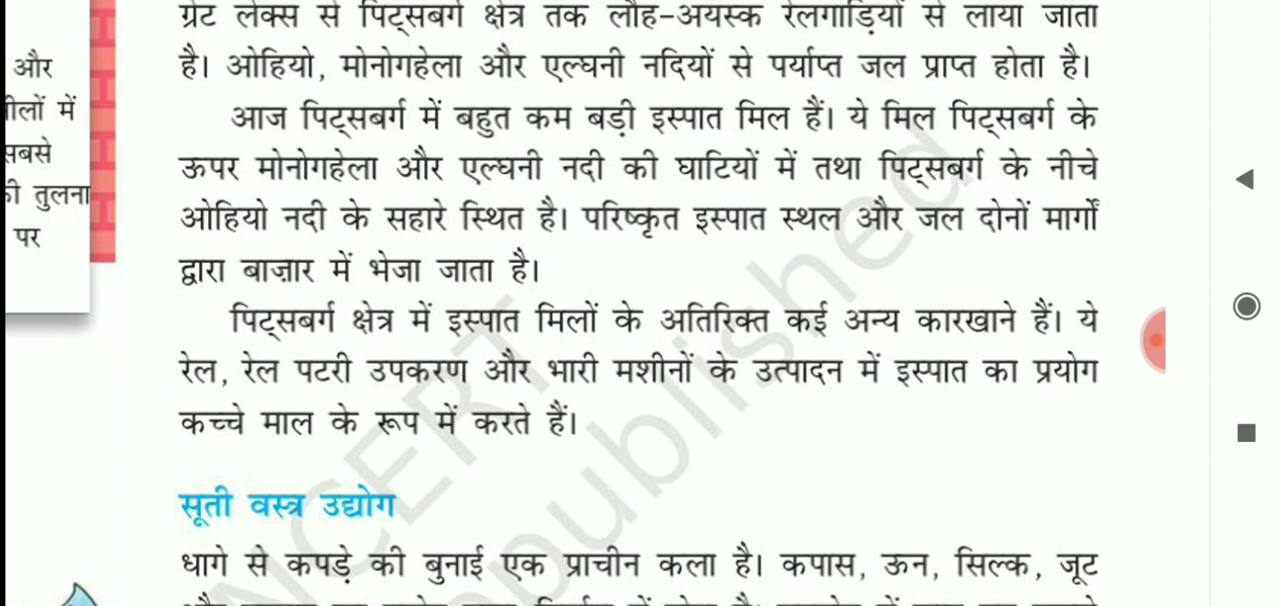 और
सबसे
तुलना
पर
ग्रेट लेक्स से पिट्सबर्ग क्षेत्र तक लौह-अयस्क रेलगाड़ियों से लाया जाता
है। ओहियो, मोनोगहेला और एल्घनी नदियों से पर्याप्त जल प्राप्त होता है।
आज पिट्सबर्ग में बहुत कम बड़ी इस्पात मिल हैं। ये मिल पिट्सबर्ग के
ऊपर मोनोगहेला और एल्घनी नदी की घाटियों में तथा पिट्सबर्ग के नीचे
ओहियो नदी के सहारे स्थित है। परिष्कृत इस्पात स्थल और जल दोनों मार्गों
द्वारा बाज़ार में भेजा जाता है।
पिट्सबर्ग क्षेत्र में इस्पात मिलों के अतिरिक्त कई अन्य कारखाने हैं। ये
रेल, रेल पटरी उपकरण और भारी मशीनों के उत्पादन में इस्पात का प्रयोग
कच्चे माल के रूप में करते हैं।
सूती वस्त्र उद्योग
धागे से कपड़े की बुनाई एक प्राचीन कला है। कपास, ऊन, सिल्क, जूट
NCERT
published